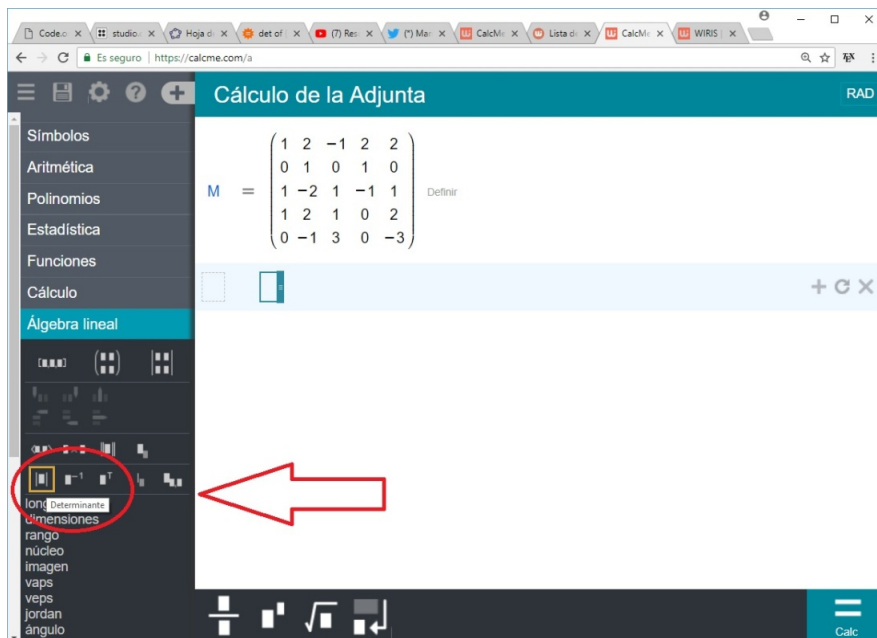 Code.o
studio.
Hoja d
det of
(7) Res
(*) Mar
CalcMe
Lista de
CalcMe
WIRIS
Es seguro | https://calcme.com/a
Cálculo de la Adjunta
RAD
Símbolos
Aritmética
Polinomios
Estadística
Funciones
Cálculo
Álgebra lineal
M = 
1 2 −1 2 2
0 1 0 1 0
1 −2 1 −1 1
1 2 1 0 2
0 −1 3 0 −3
Definir
Determinante
dimensiones
rango
núcleo
imagen
vaps
veps
jordan
ángulo
Calc